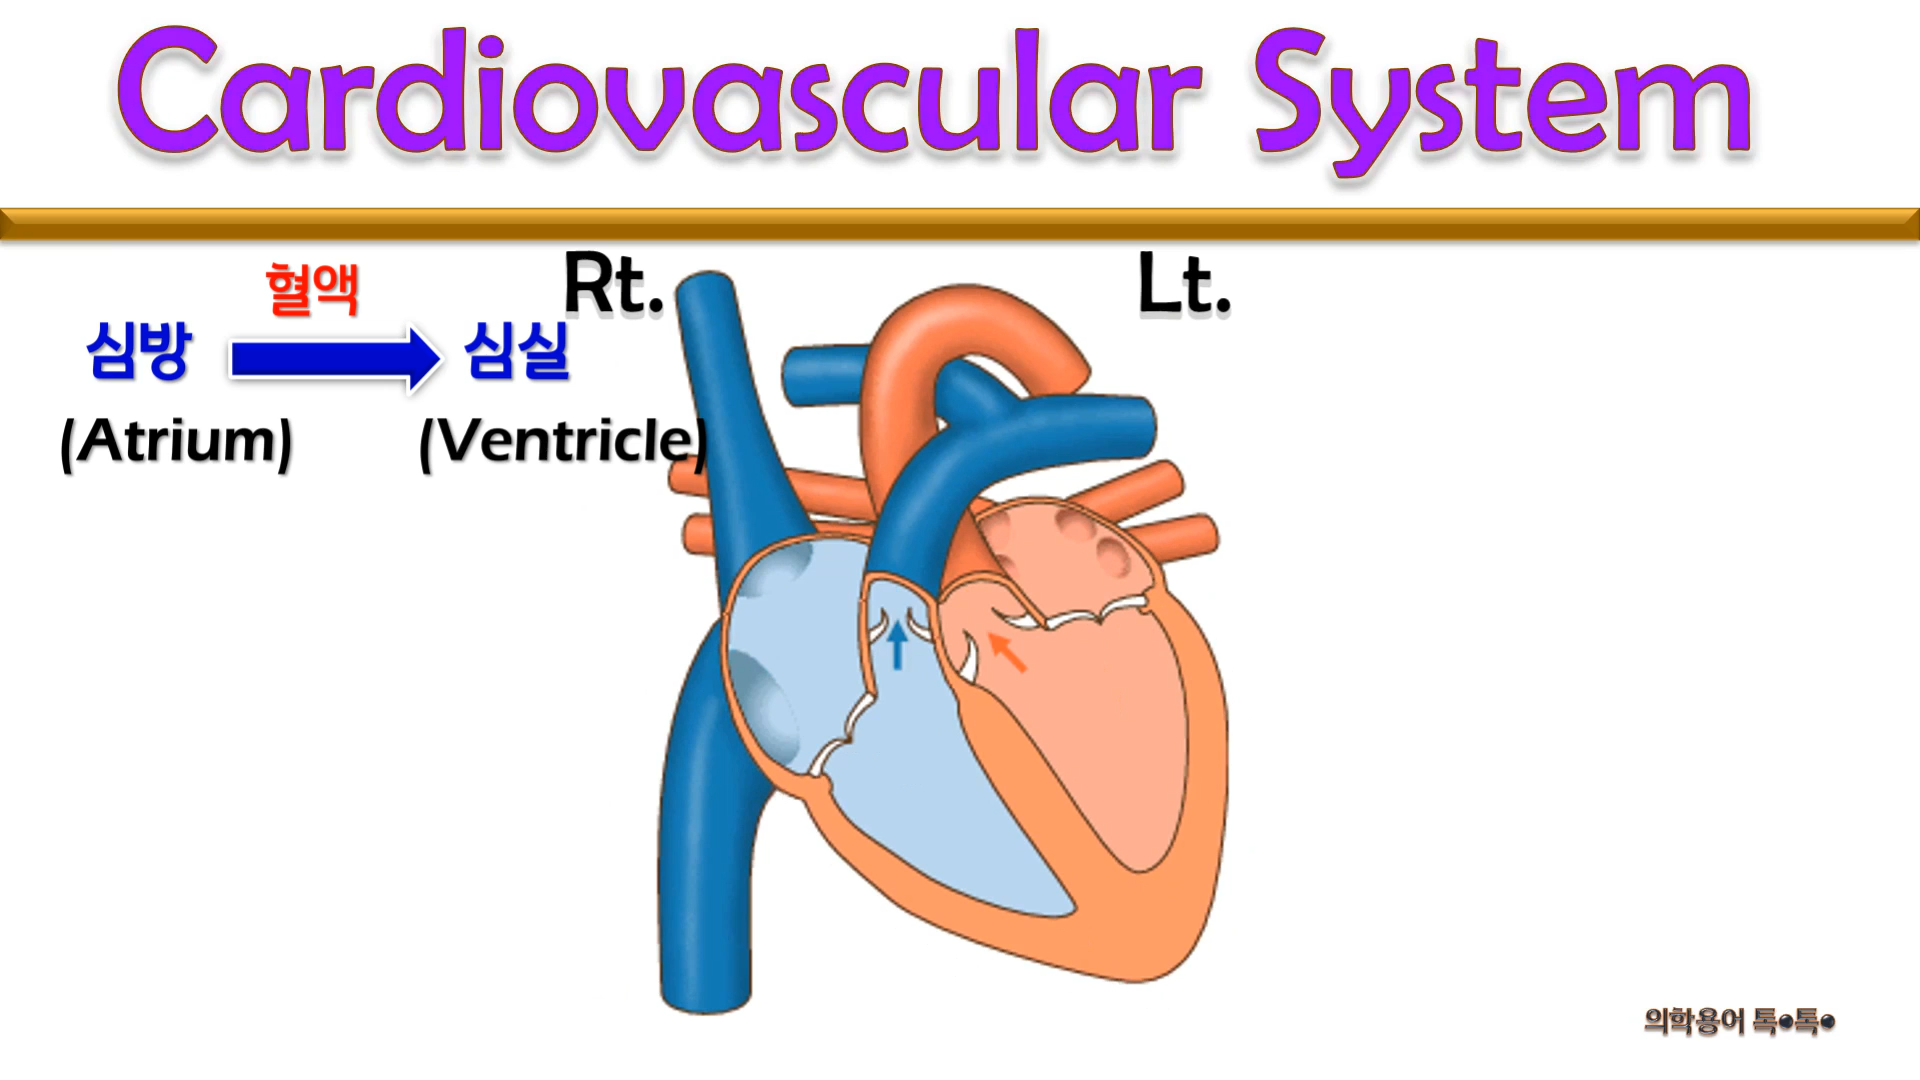 Cardiovascular System
Rt.
Lt.
혈액
심방
심실
(Atrium)
(Ventricle)
의학용어 톡•톡•